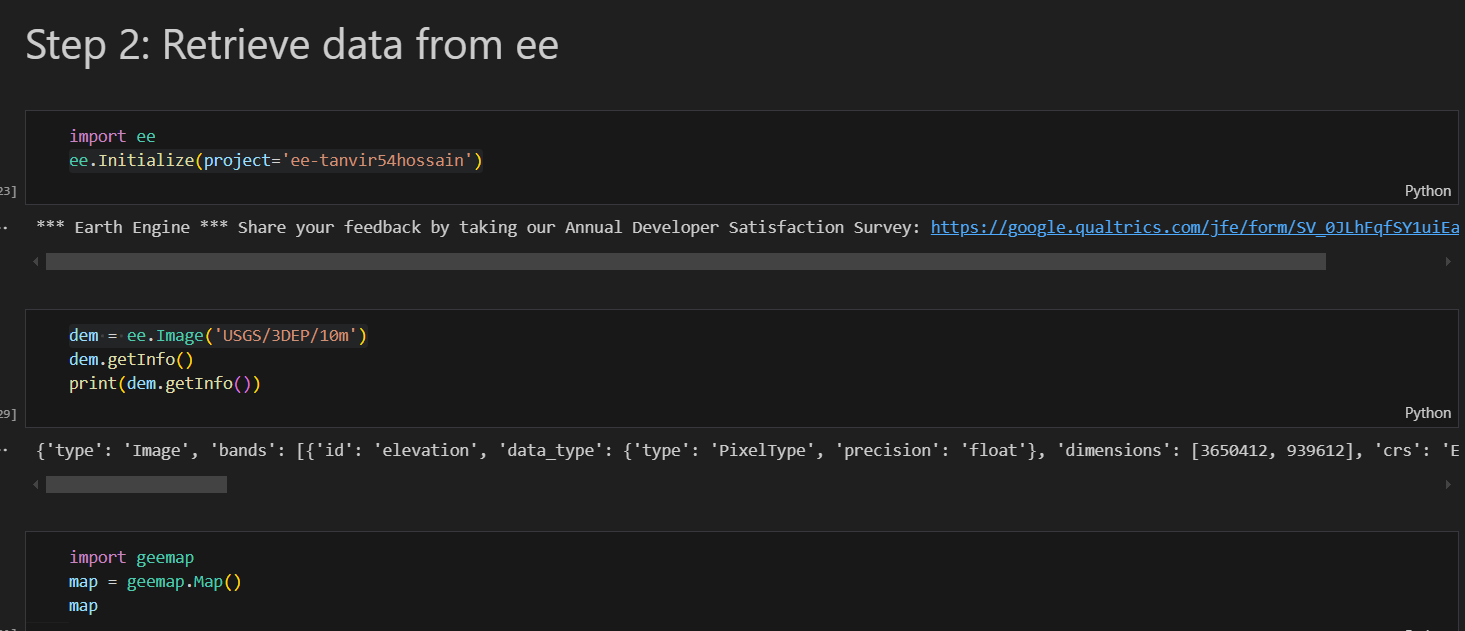 Step 2: Retrieve data from ee
import ee
ee.Initialize(project='ee-tanvir54hossain')
23]
Python
*** Earth Engine *** Share your feedback by taking our Annual Developer Satisfaction Survey: https://google.qualtrics.com/jfe/form/SV_0JLhFqfSY1uiEa
dem = ee.Image('USGS/3DEP/10m')
dem.getInfo()
print(dem.getInfo())
29]
Python
{'type': 'Image', 'bands': [{'id': 'elevation', 'data_type': {'type': 'PixelType', 'precision': 'float'}, 'dimensions': [3650412, 939612], 'crs': 'E
import geemap
map = geemap.Map()
map